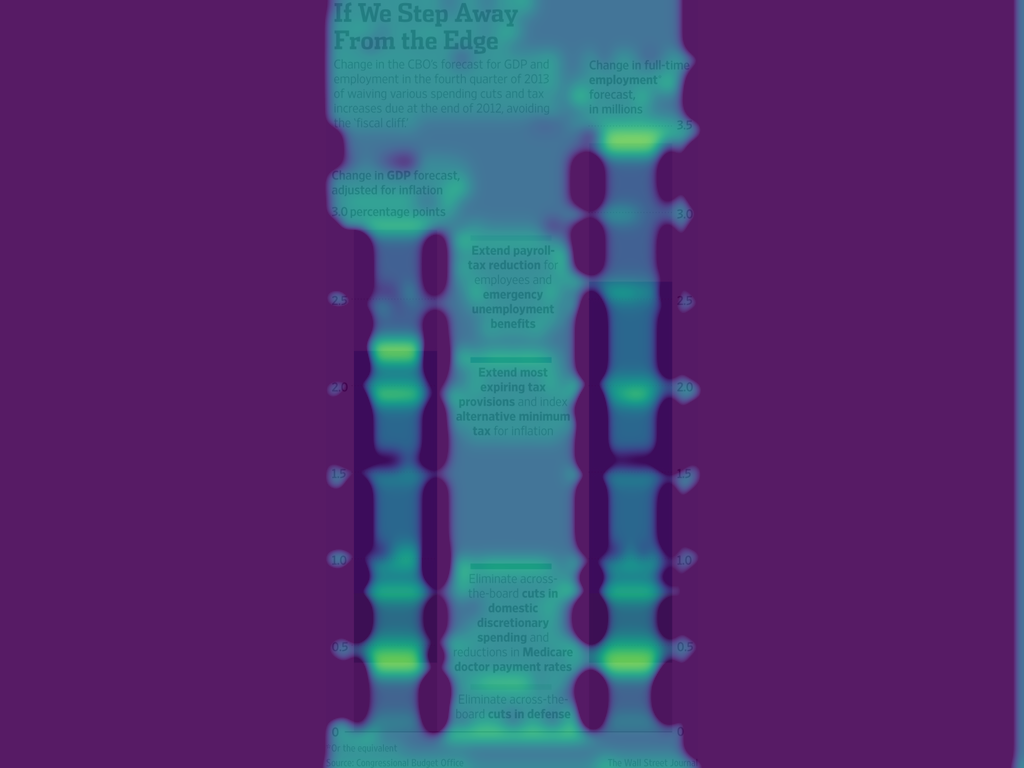 If We Step Away
From the Edge
Change in the CBO's forecast for GDP and
employment in the fourth quarter of 2013
of waiving various spending cuts and tax
increases due at the end of 2012, avoiding
the 'fiscal cliff.'
Change in full-time
employment*
forecast,
in millions
3.5
Change in GDP forecast,
adjusted for inflation
3.0 percentage points
3.0
Extend payroll-
tax reduction for
employees and
emergency
unemployment
benefits
2.5
2.5
Extend most
expiring tax
provisions and index
alternative minimum
tax for inflation
2.0
2.0
1.5
1.5
1.0
1.0
Eliminate across-
the-board cuts in
domestic
discretionary
spending and
reductions in Medicare
doctor payment rates
0.5
0.5
Eliminate across-the-
board cuts in defense
0
0
*Or the equivalent
Source: Congressional Budget Office
The Wall Street Journal